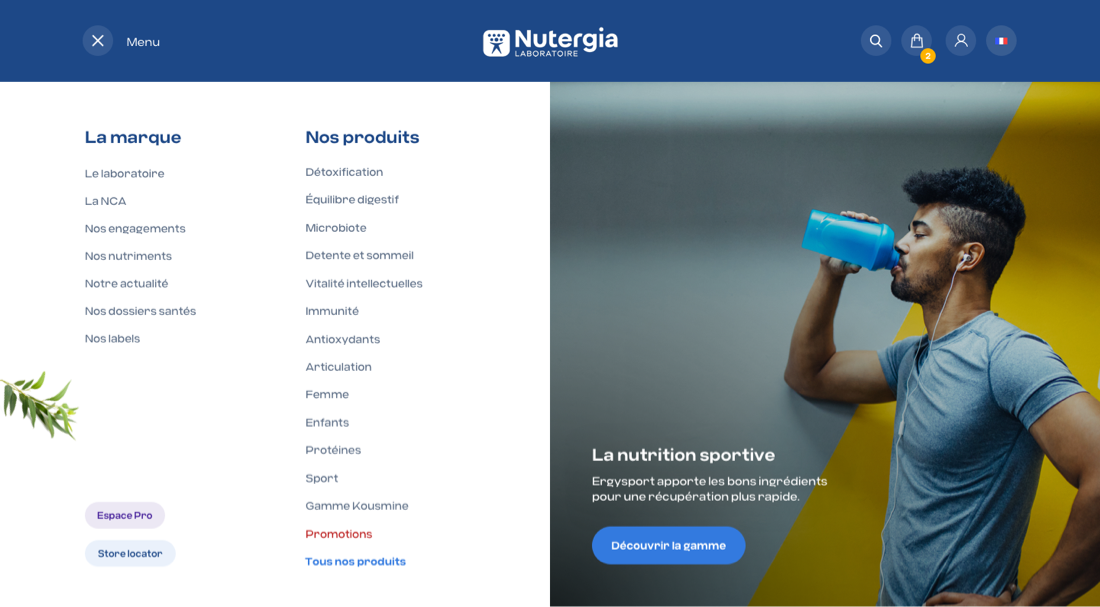 Menu
Nutergia
LABORATOIRE
2
La marque
Le laboratoire
La NCA
Nos engagements
Nos nutriments
Notre actualité
Nos dossiers santés
Nos labels
Espace Pro
Store locator
Nos produits
Détoxification
Équilibre digestif
Microbiote
Detente et sommeil
Vitalité intellectuelles
Immunité
Antioxydants
Articulation
Femme
Enfants
Protéines
Sport
Gamme Kousmine
Promotions
Tous nos produits
La nutrition sportive
Ergysport apporte les bons ingrédients
pour une récupération plus rapide.
Découvrir la gamme